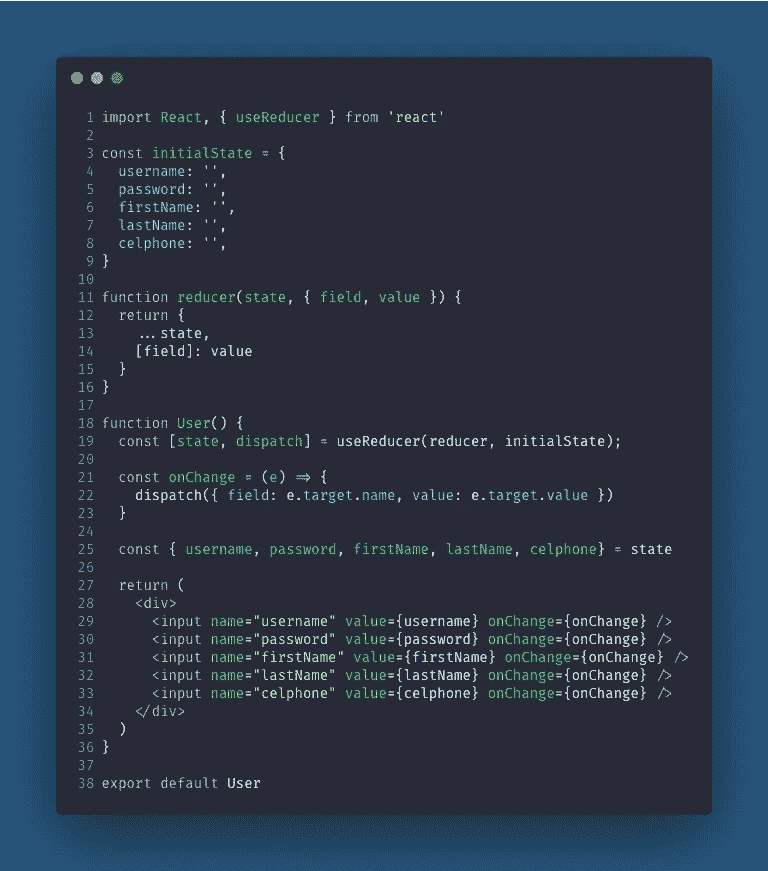 1 import React, { useReducer } from 'react'
2
3 const initialState = {
4   username: '',
5   password: '',
6   firstName: '',
7   lastName: '',
8   celphone: '',
9 }
10
11 function reducer(state, { field, value }) {
12   return {
13     ...state,
14     [field]: value
15   }
16 }
17
18 function User() {
19   const [state, dispatch] = useReducer(reducer, initialState);
20
21   const onChange = (e) => {
22     dispatch({ field: e.target.name, value: e.target.value })
23   }
24
25   const { username, password, firstName, lastName, celphone} = state
26
27   return (
28     <div>
29       <input name="username" value={username} onChange={onChange} />
30       <input name="password" value={password} onChange={onChange} />
31       <input name="firstName" value={firstName} onChange={onChange} />
32       <input name="lastName" value={lastName} onChange={onChange} />
33       <input name="celphone" value={celphone} onChange={onChange} />
34     </div>
35   )
36 }
37
38 export default User